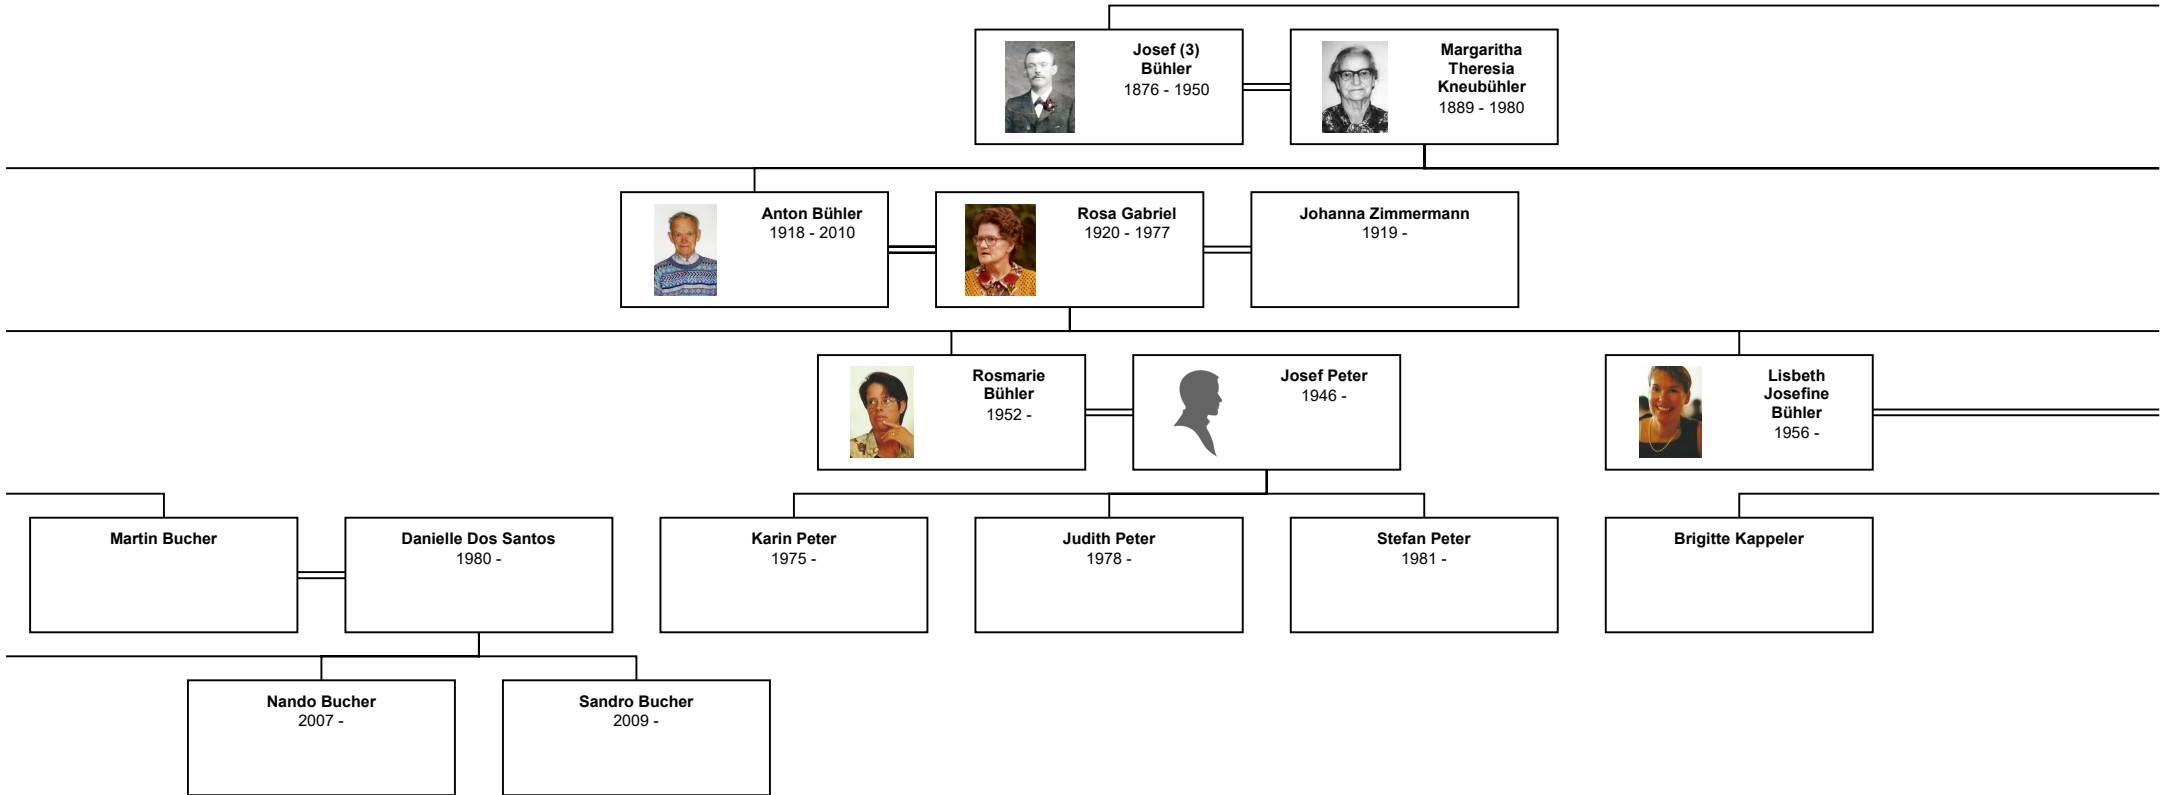 Josef (3)
Bühler
1876 - 1950
Margaritha
Theresia
Kneubühler
1889 - 1980
Anton Bühler
1918 - 2010
Rosa Gabriel
1920 - 1977
Johanna Zimmermann
1919 -
Rosmarie
Bühler
1952 -
Josef Peter
1946 -
Lisbeth
Josefine
Bühler
1956 -
Martin Bucher
Danielle Dos Santos
1980 -
Karin Peter
1975 -
Judith Peter
1978 -
Stefan Peter
1981 -
Brigitte Kappeler
Nando Bucher
2007 -
Sandro Bucher
2009 -